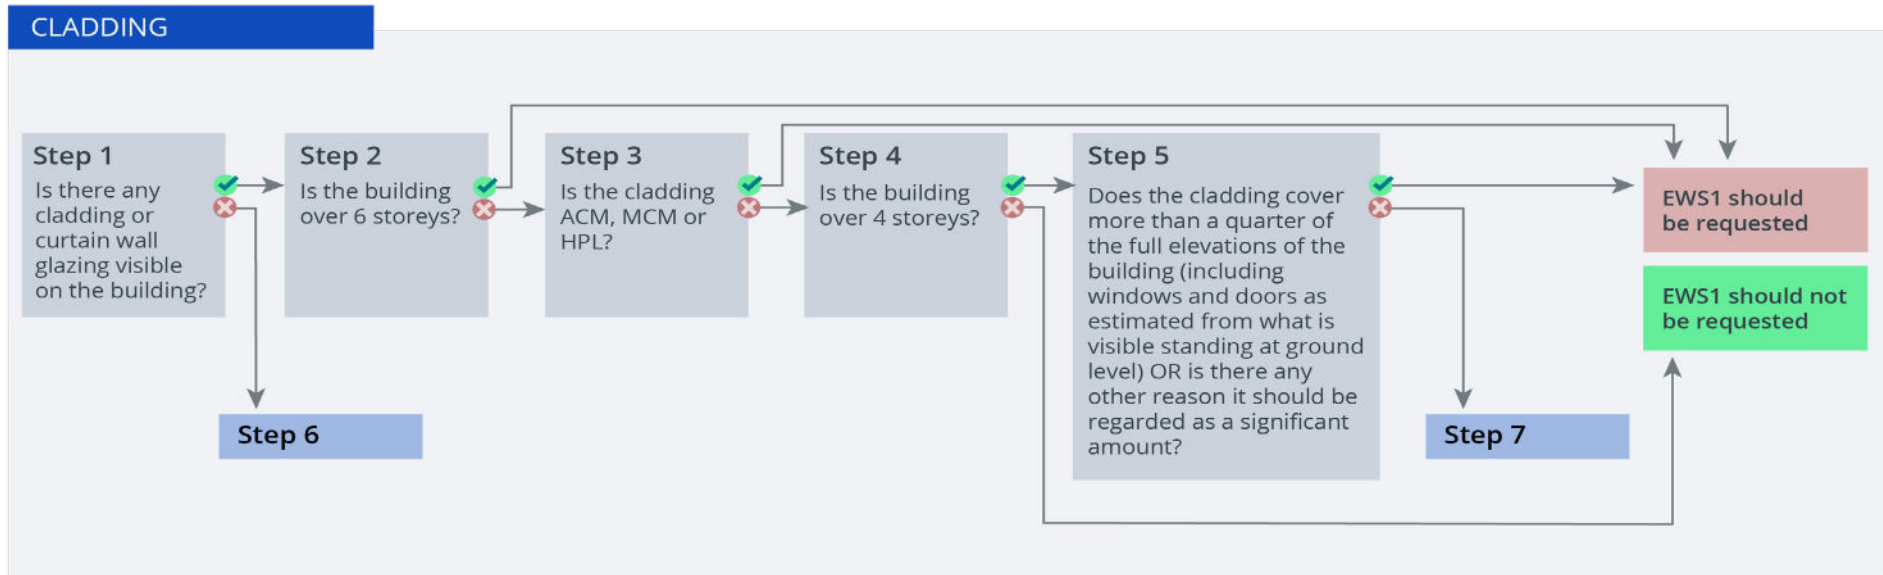 CLADDING
Step 1
Is there any
cladding or
curtain wall
glazing visible
on the building?
Step 2
Is the building
over 6 storeys?
Step 3
Is the cladding
ACM, MCM or
HPL?
Step 4
Is the building
over 4 storeys?
Step 5
Does the cladding cover
more than a quarter of
the full elevations of the
building (including
windows and doors as
estimated from what is
visible standing at ground
level) OR is there any
other reason it should be
regarded as a significant
amount?
EWS1 should
be requested
EWS1 should not
be requested
Step 6
Step 7